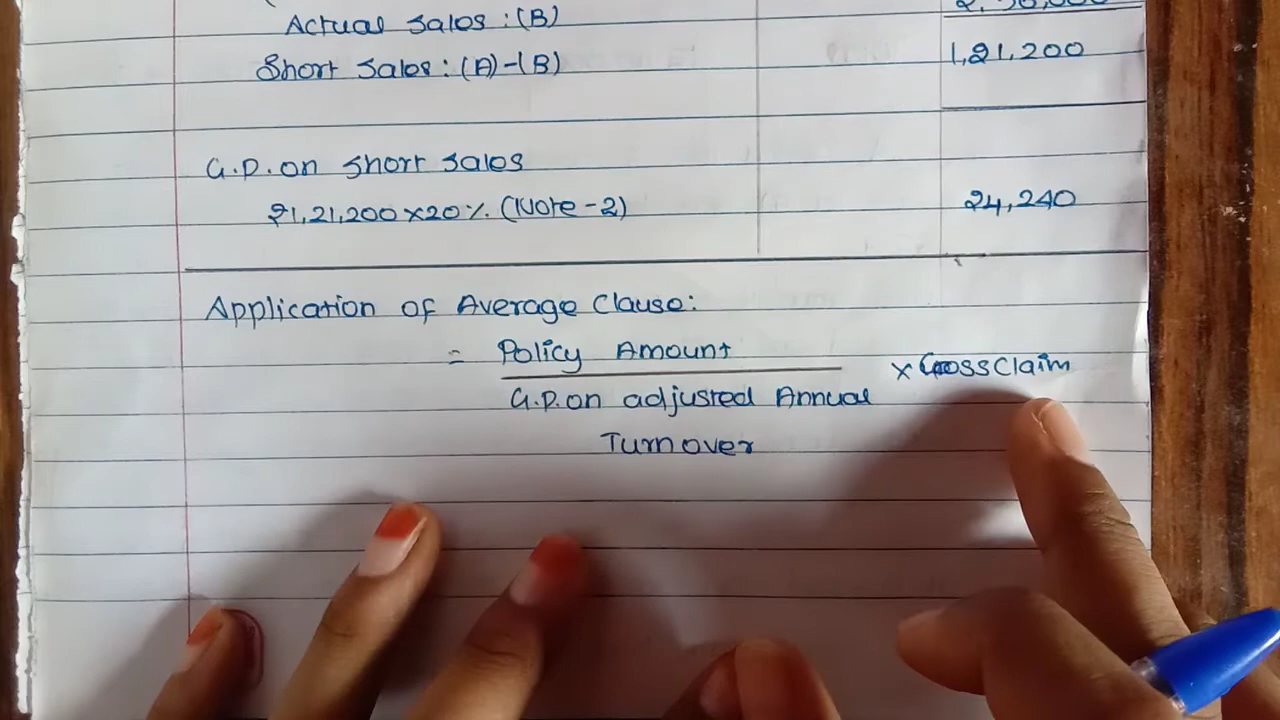 Actual Sales : (B)
Short Sales : (A)-(B) 1,21,200
G.P. on Short Sales
₹1,21,200 x 20%. (Note - 2) 24,240
Application of Average Clause:
= Policy Amount x Gross Claim
G.P. on adjusted Annual
Turnover